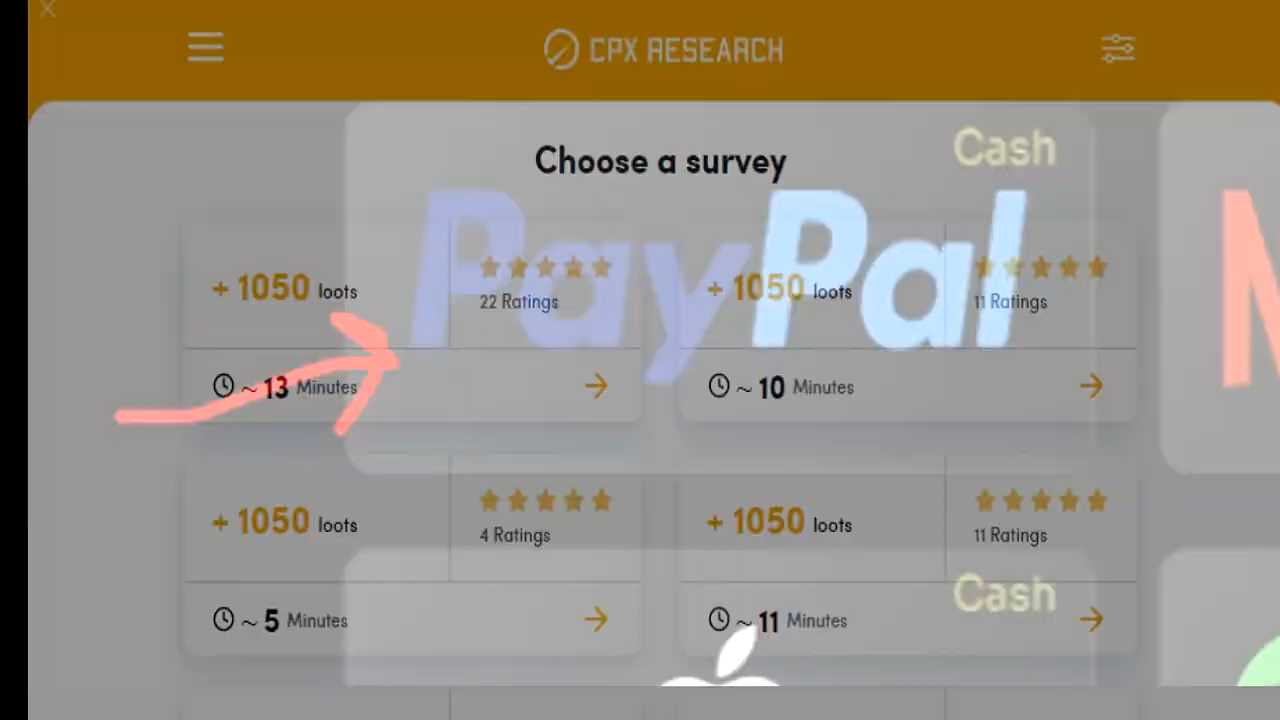 CPX RESEARCH
Choose a survey
Cash
PayPal
+ 1050 loots
22 Ratings
~ 13 Minutes
+ 1050 loots
11 Ratings
~ 10 Minutes
+ 1050 loots
4 Ratings
~ 5 Minutes
+ 1050 loots
11 Ratings
~ 11 Minutes
Cash